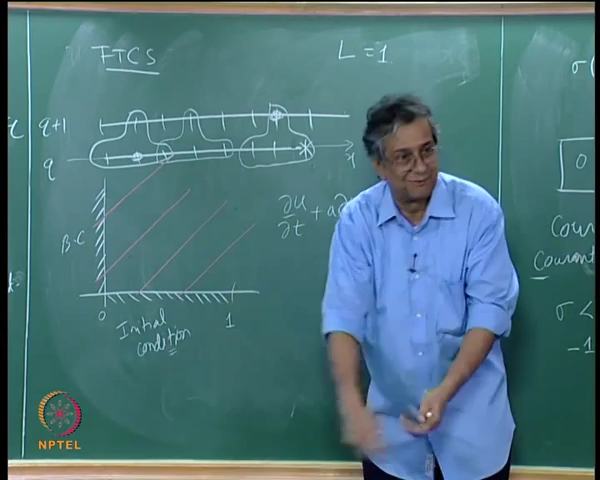 FTCS
L = 1
q+1
q
x
B.C
∂u/∂t + a∂
0
Initial
condition
1
σ(
0
Cour
Courant
σ <
-1
NPTEL